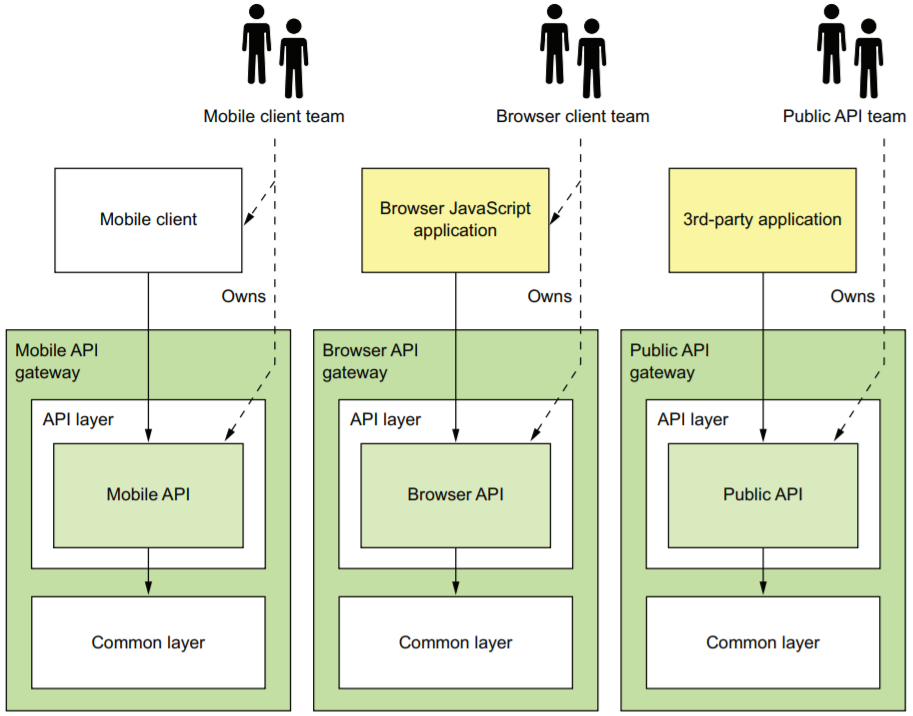 Mobile client team
Browser client team
Public API team
Mobile client
Browser JavaScript
application
3rd-party application
Owns
Owns
Owns
Mobile API
gateway
Browser API
gateway
Public API
gateway
API layer
API layer
API layer
Mobile API
Browser API
Public API
Common layer
Common layer
Common layer